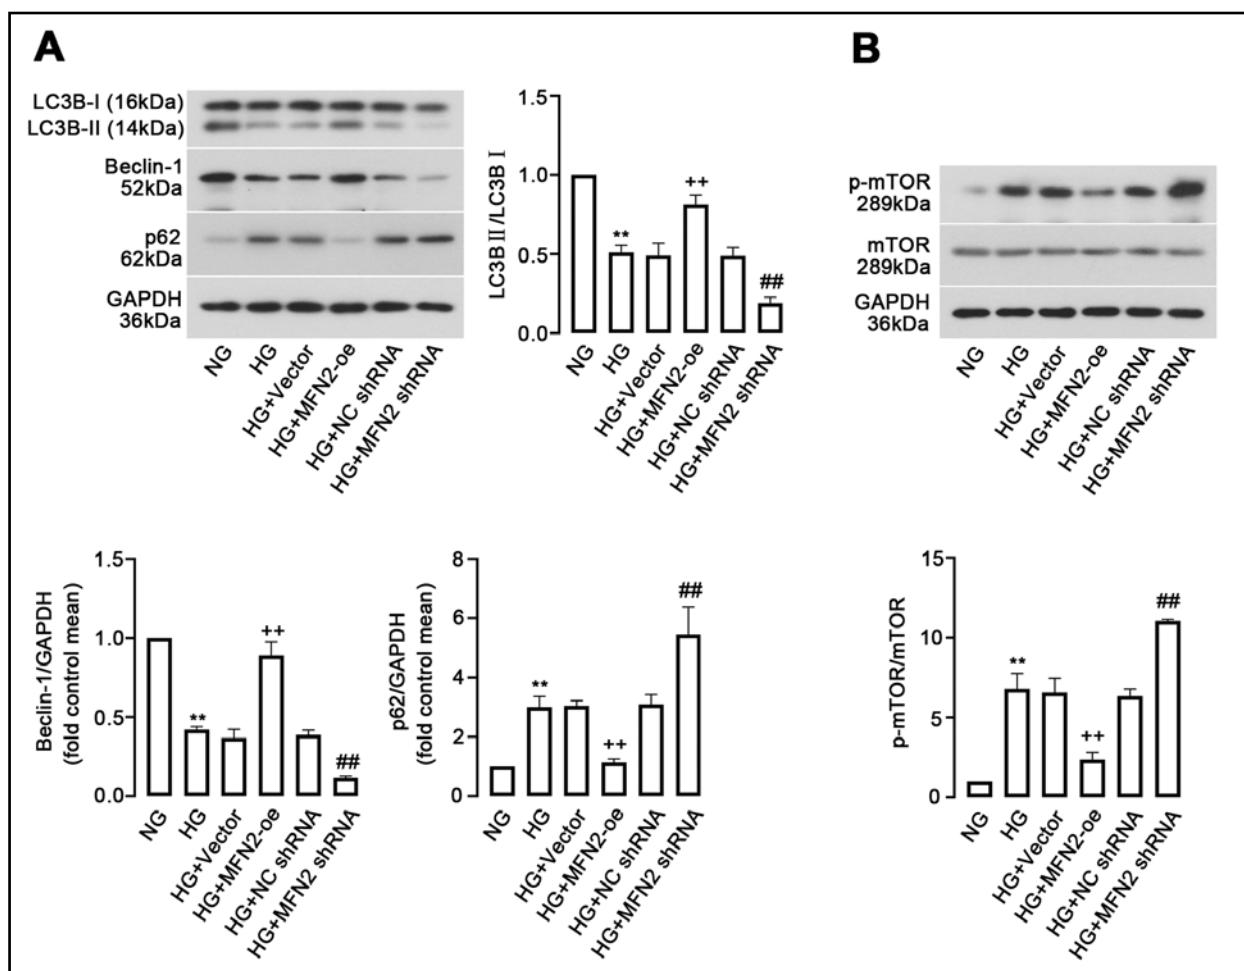 A
B
LC3B-I (16kDa)
LC3B-II (14kDa)
Beclin-1
52kDa
p62
62kDa
GAPDH
36kDa
NG
HG
HG+Vector
HG+MFN2-oe
HG+NC shRNA
HG+MFN2 shRNA
LC3BⅡ/LC3BⅠ
1.5
1.0
0.5
0.0
**
++
##
NG
HG
HG+Vector
HG+MFN2-oe
HG+NC shRNA
HG+MFN2 shRNA
p-mTOR
289kDa
mTOR
289kDa
GAPDH
36kDa
NG
HG
HG+Vector
HG+MFN2-oe
HG+NC shRNA
HG+MFN2 shRNA
Beclin-1/GAPDH
(fold control mean)
1.5
1.0
0.5
0.0
**
++
##
NG
HG
HG+Vector
HG+MFN2-oe
HG+NC shRNA
HG+MFN2 shRNA
p62/GAPDH
(fold control mean)
8
6
4
2
0
**
++
##
NG
HG
HG+Vector
HG+MFN2-oe
HG+NC shRNA
HG+MFN2 shRNA
p-mTOR/mTOR
15
10
5
0
**
++
##
NG
HG
HG+Vector
HG+MFN2-oe
HG+NC shRNA
HG+MFN2 shRNA